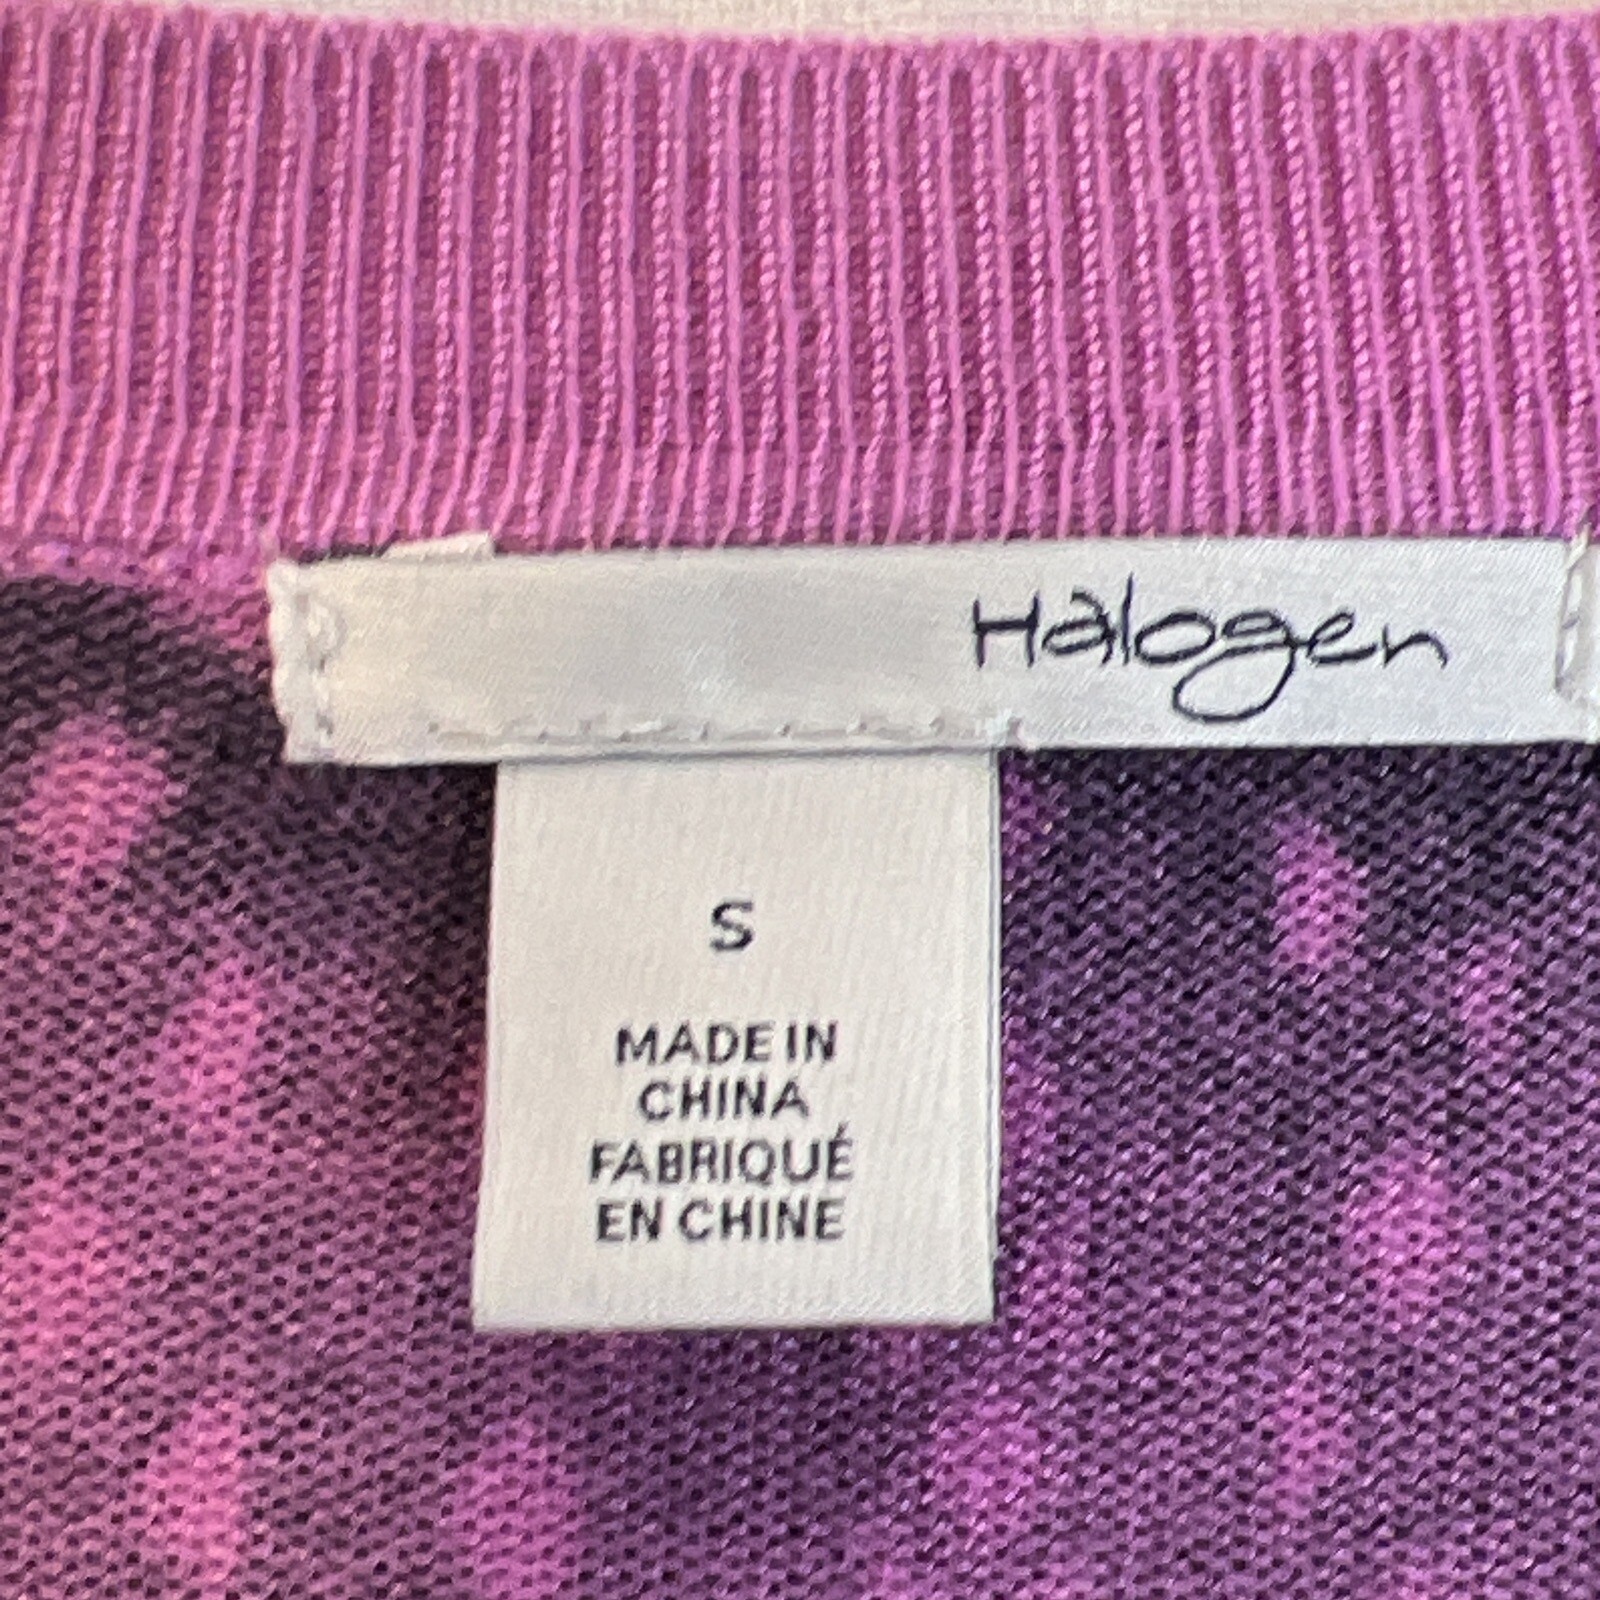 Halogen
S
MADE IN
CHINA
FABRIQUÉ
EN CHINE